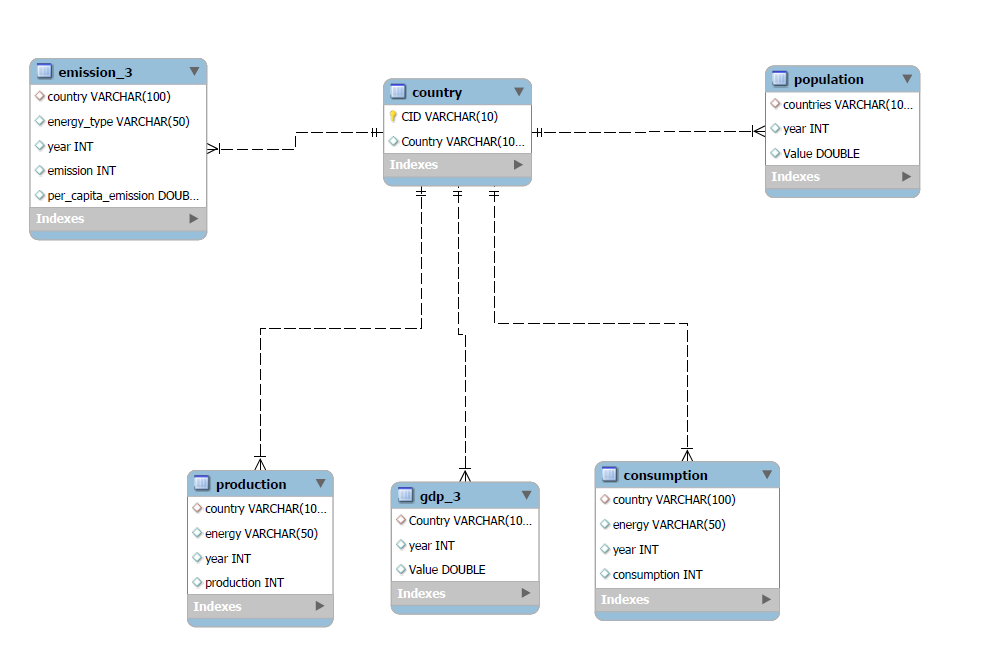 emission_3
country VARCHAR(100)
energy_type VARCHAR(50)
year INT
emission INT
per_capita_emission DOUB...
Indexes
country
CID VARCHAR(10)
Country VARCHAR(10...
Indexes
population
countries VARCHAR(10...
year INT
Value DOUBLE
Indexes
production
country VARCHAR(10...
energy VARCHAR(50)
year INT
production INT
Indexes
gdp_3
Country VARCHAR(10...
year INT
Value DOUBLE
Indexes
consumption
country VARCHAR(100)
energy VARCHAR(50)
year INT
consumption INT
Indexes